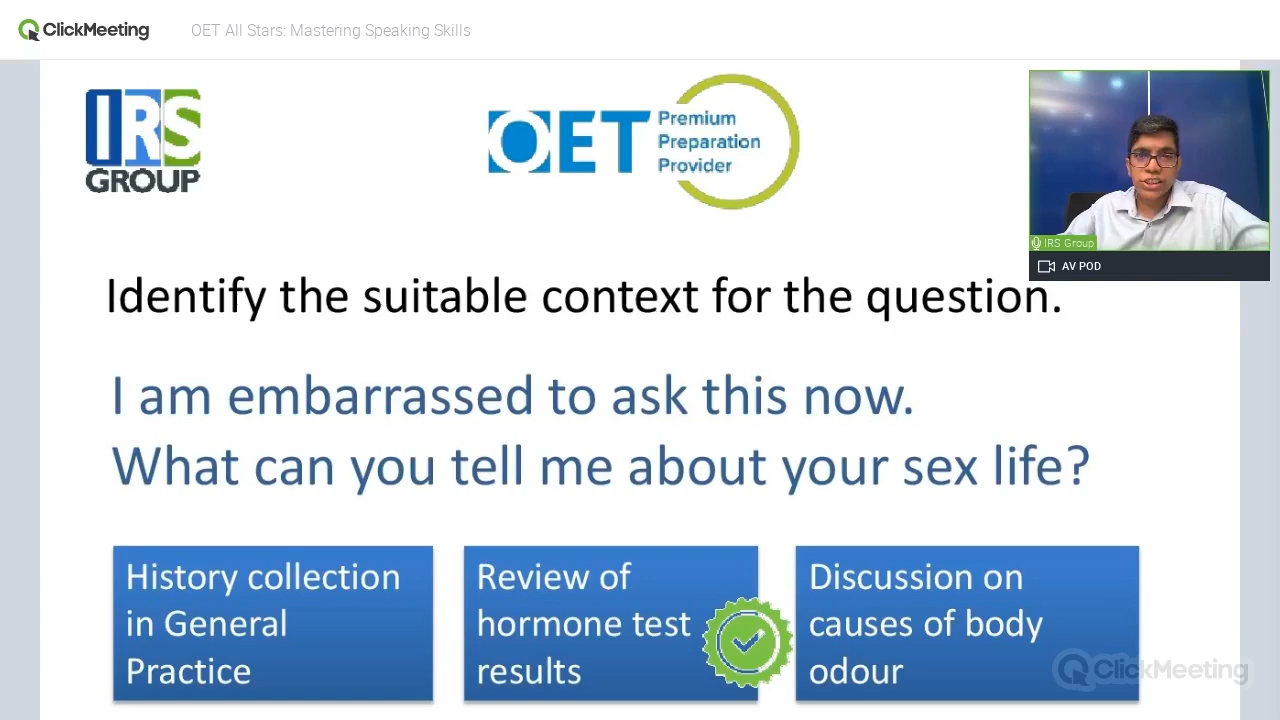 ClickMeeting
OET All Stars: Mastering Speaking Skills
IRS
GROUP
OET
Premium
Preparation
Provider
IRS Group
AV POD
Identify the suitable context for the question.
I am embarrassed to ask this now.
What can you tell me about your sex life?
History collection
in General
Practice
Review of
hormone test
results
Discussion on
causes of body
odour
ClickMeeting